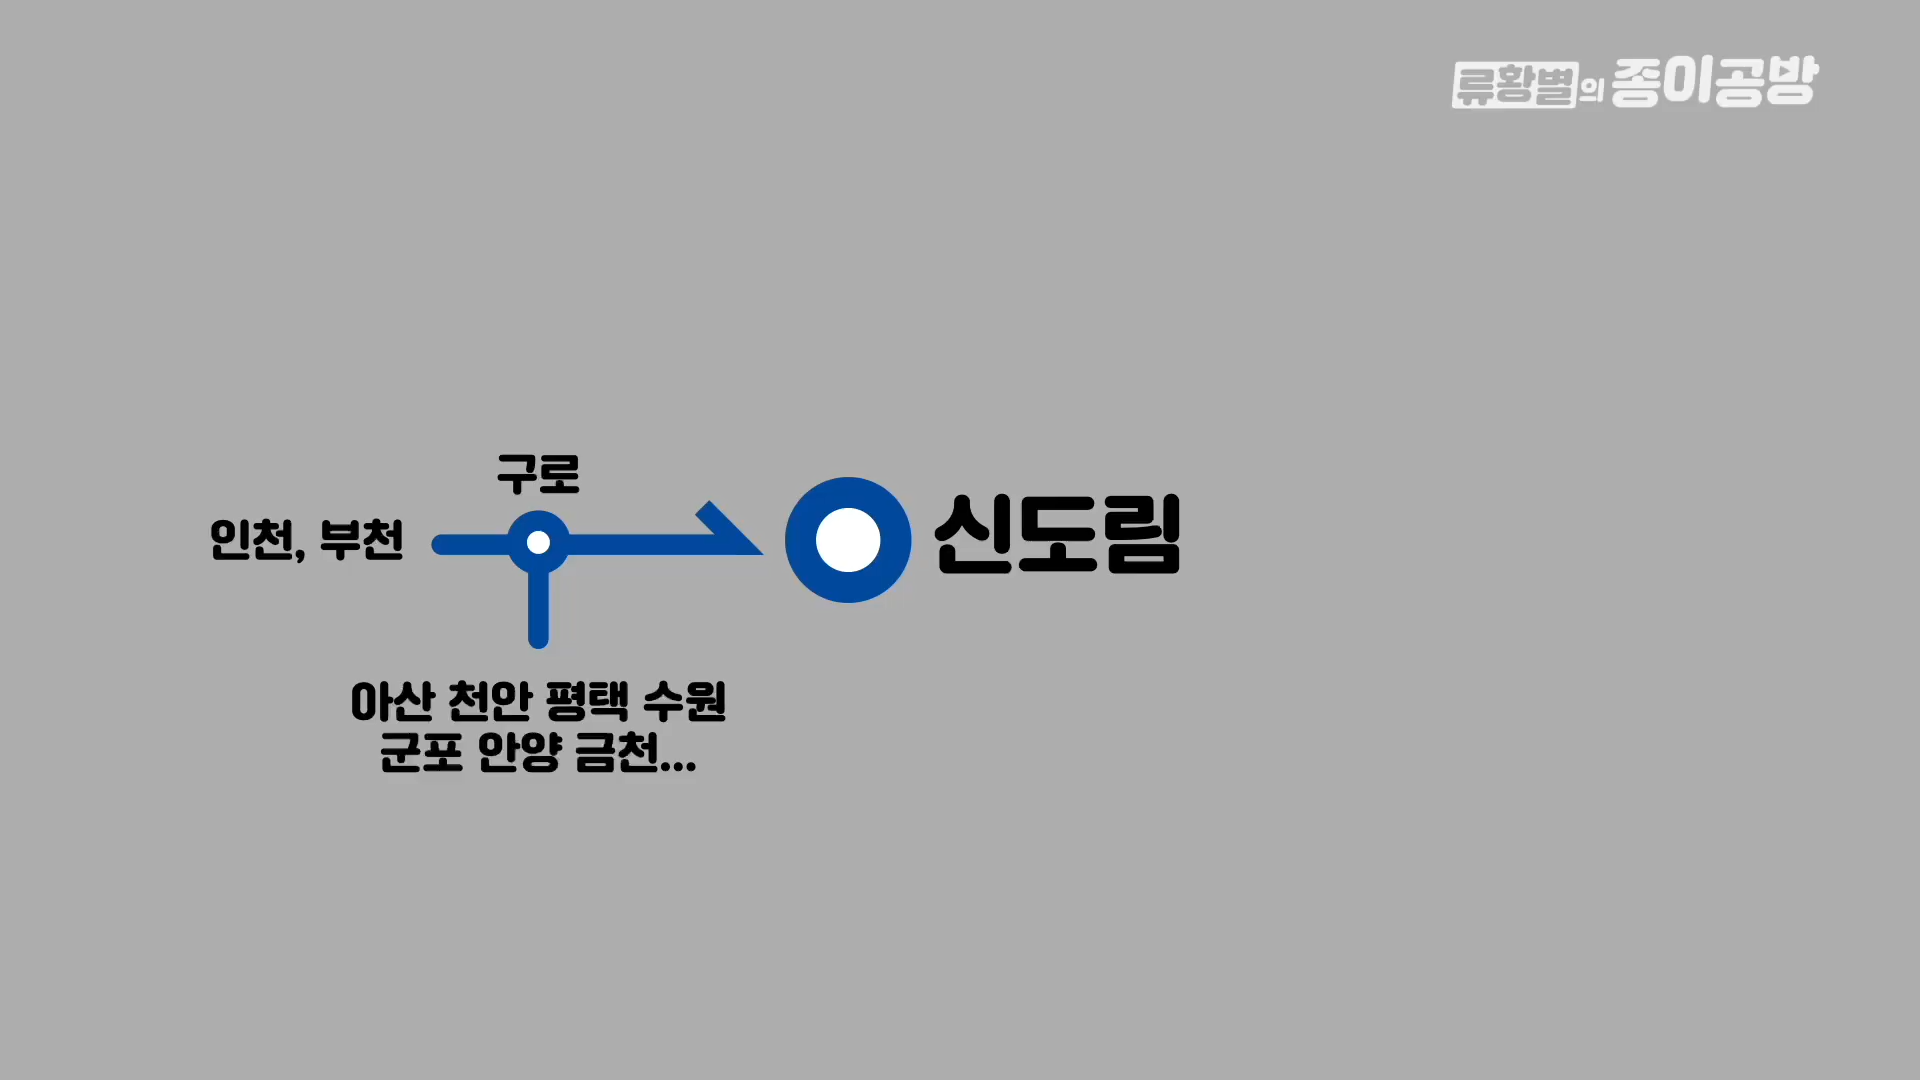 류황별의 종이공방
구로
인천, 부천
신도림
아산 천안 평택 수원
군포 안양 금천...